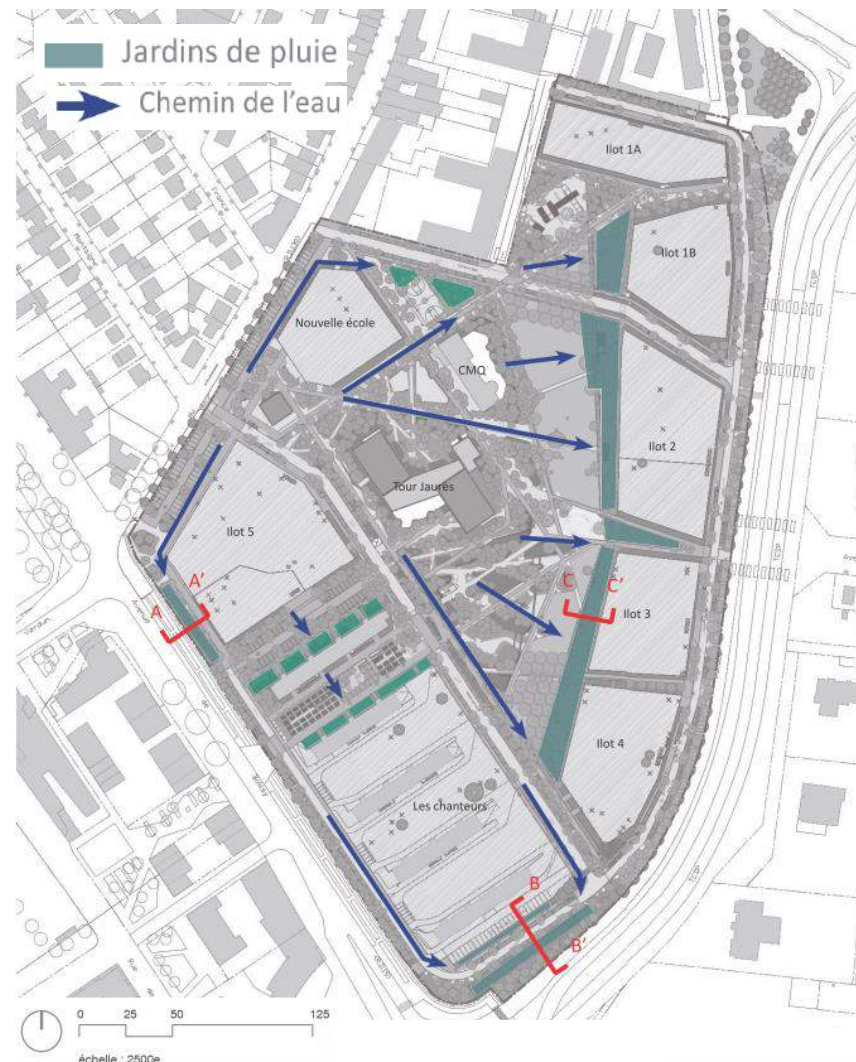 Jardins de pluie
Chemin de l'eau
Ilot 1A
Ilot 1B
Nouvelle école
CMQ
Ilot 2
Tour Jaurès
Ilot 5
A
A'
C
C'
Ilot 3
Ilot 4
Les chanteurs
B
B'
0 25 50 125
échelle : 2500e